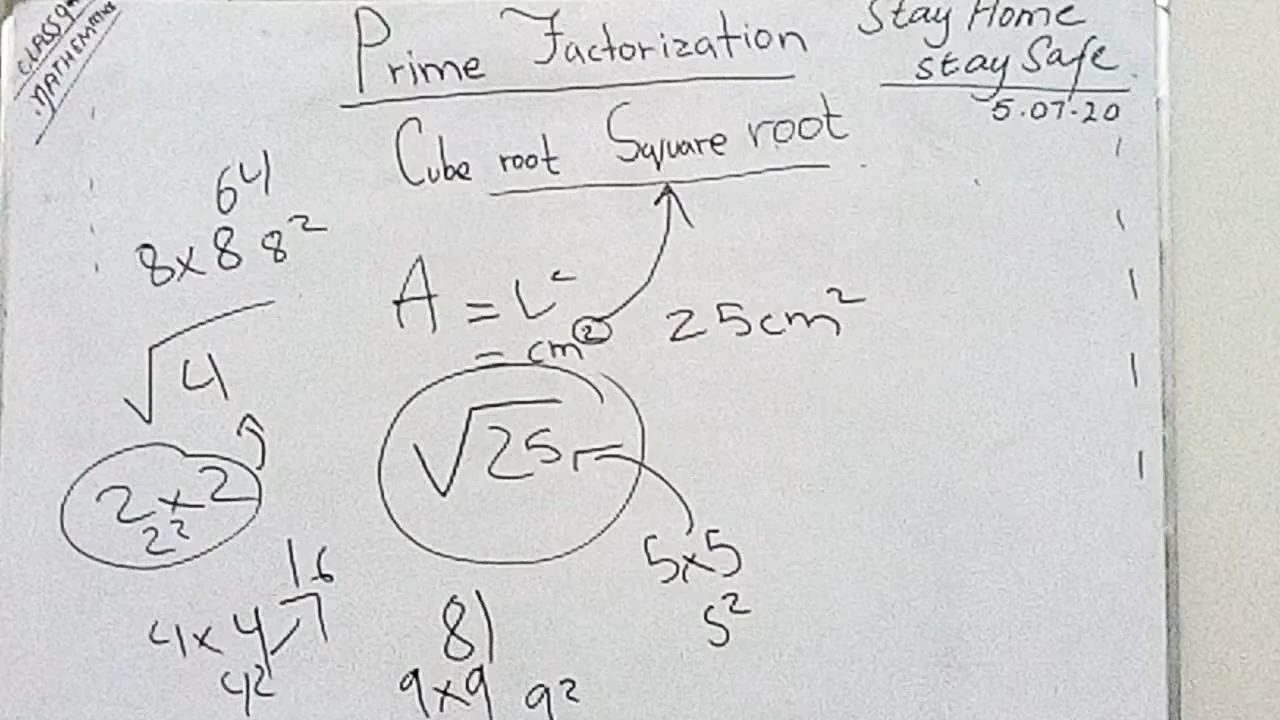 CLASS 9
MATHEMATICS
Prime Factorization
Stay Home
stay Safe
5.07.20
Cube root Square root
64
8x8 8²
A = L²
= cm²
25cm²
√4
2x2
2²
√25
5x5
5²
16
4x4
4²
81
9x9 9²